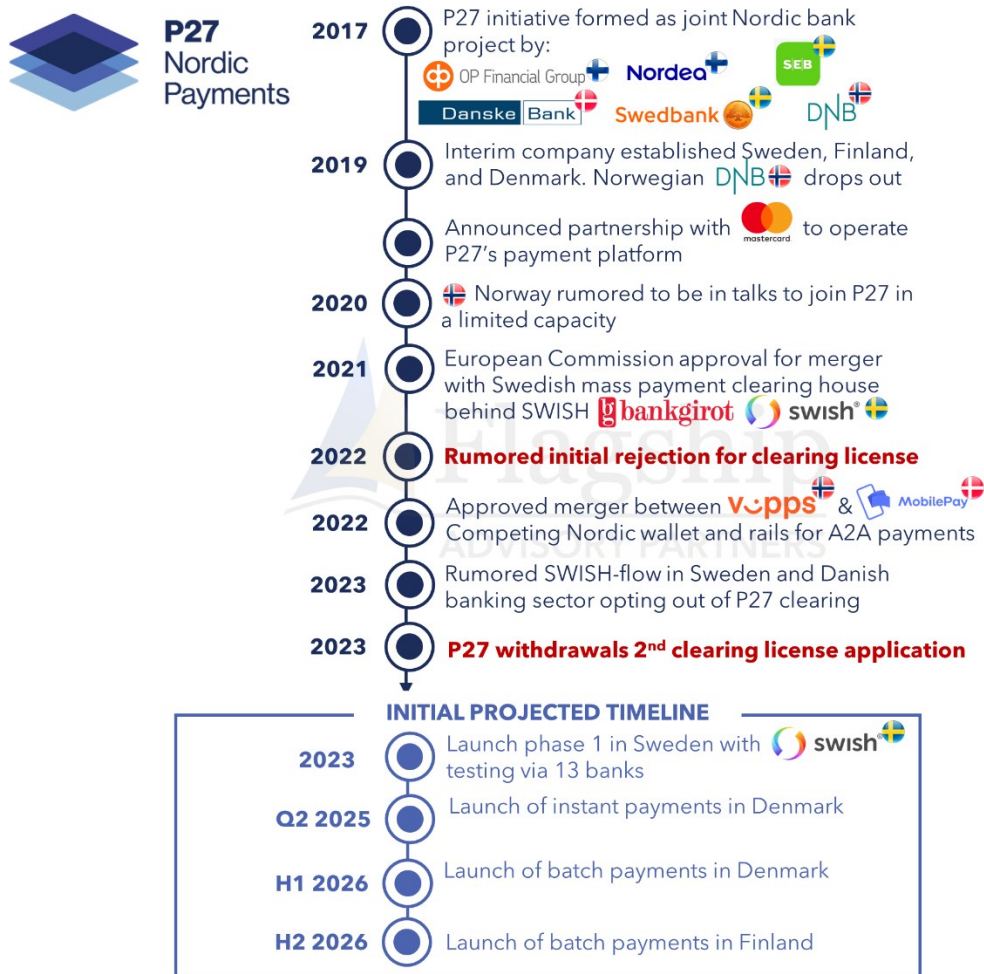 P27
Nordic
Payments
2017
P27 initiative formed as joint Nordic bank
project by:
OP Financial Group
Nordea
SEB
Danske Bank
Swedbank
DNB
2019
Interim company established Sweden, Finland,
and Denmark. Norwegian DNB drops out
Announced partnership with mastercard to operate
P27's payment platform
2020
Norway rumored to be in talks to join P27 in
a limited capacity
2021
European Commission approval for merger
with Swedish mass payment clearing house
behind SWISH bankgirot swish®
2022
Rumored initial rejection for clearing license
2022
Approved merger between vipps & MobilePay
Competing Nordic wallet and rails for A2A payments
2023
Rumored SWISH-flow in Sweden and Danish
banking sector opting out of P27 clearing
2023
P27 withdrawals 2nd clearing license application
Flagship
ADVISORY PARTNERS
INITIAL PROJECTED TIMELINE
2023
Launch phase 1 in Sweden with swish®
testing via 13 banks
Q2 2025
Launch of instant payments in Denmark
H1 2026
Launch of batch payments in Denmark
H2 2026
Launch of batch payments in Finland